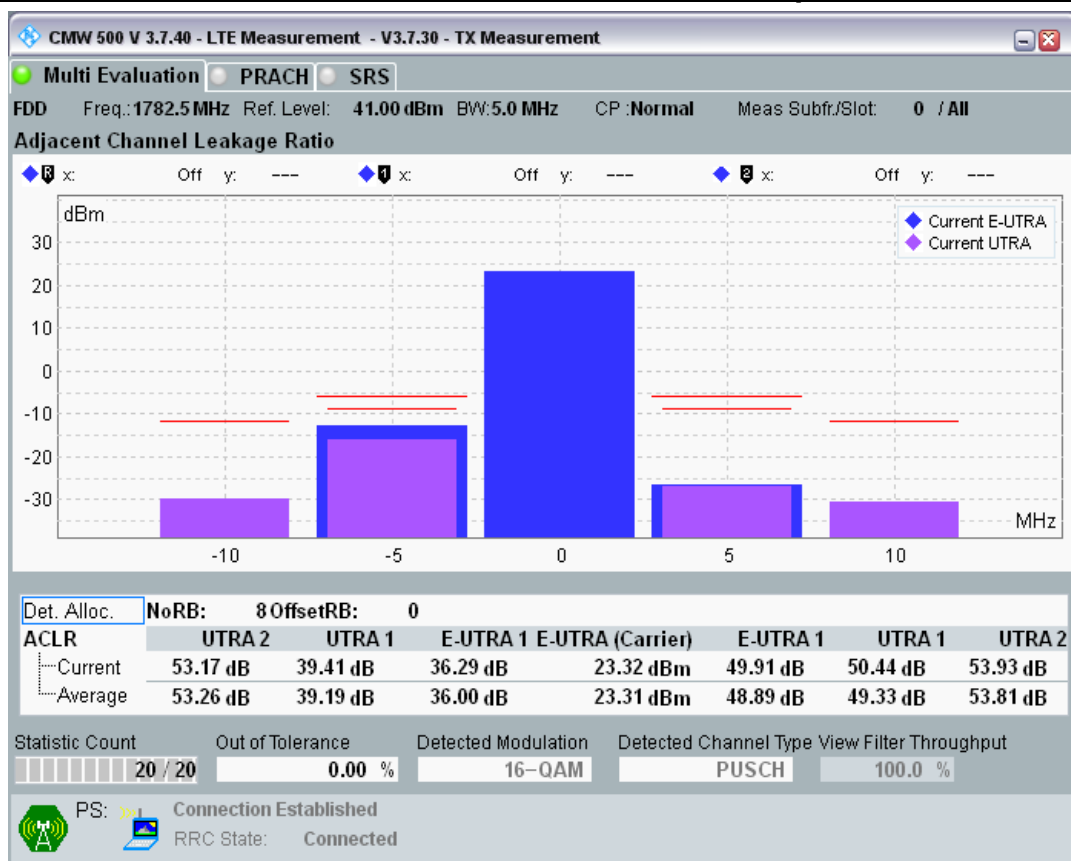 CMW 500 V 3.7.40 - LTE Measurement - V3.7.30 - TX Measurement
Multi Evaluation PRACH SRS
FDD Freq.: 1782.5 MHz Ref. Level: 41.00 dBm BW: 5.0 MHz CP : Normal Meas Subfr./Slot: 0 / All
Adjacent Channel Leakage Ratio
R x: Off y: --- 1 x: Off y: --- 2 x: Off y: ---
dBm
Current E-UTRA
Current UTRA
30
20
10
0
-10
-20
-30
MHz
-10 -5 0 5 10
Det. Alloc. NoRB: 8 OffsetRB: 0
ACLR UTRA 2 UTRA 1 E-UTRA 1 E-UTRA (Carrier) E-UTRA 1 UTRA 1 UTRA 2
Current 53.17 dB 39.41 dB 36.29 dB 23.32 dBm 49.91 dB 50.44 dB 53.93 dB
Average 53.26 dB 39.19 dB 36.00 dB 23.31 dBm 48.89 dB 49.33 dB 53.81 dB
Statistic Count Out of Tolerance Detected Modulation Detected Channel Type View Filter Throughput
20 / 20 0.00 % 16-QAM PUSCH 100.0 %
PS: Connection Established
RRC State: Connected